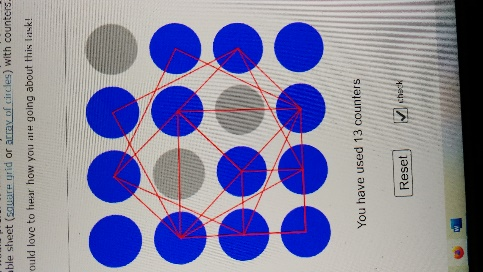 able sheet (square grid or array of circles) with counters.
ould love to hear how you are going about this task!
You have used 13 counters
Reset
check